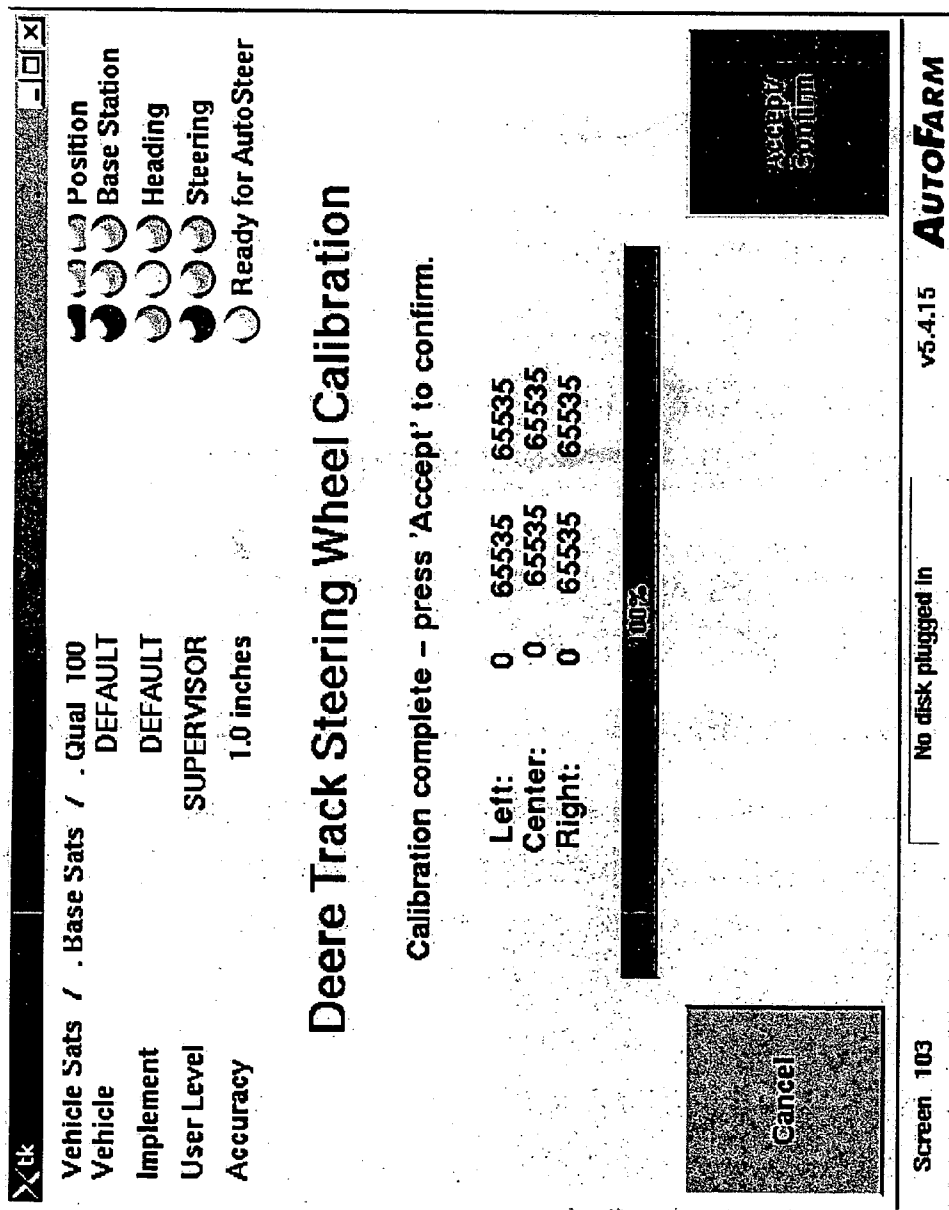 tk
Vehicle Sats / . Base Sats / . Qual 100 Position
Vehicle DEFAULT Base Station
Implement DEFAULT Heading
User Level SUPERVISOR Steering
Accuracy 1.0 inches Ready for AutoSteer
Deere Track Steering Wheel Calibration
Calibration complete – press 'Accept' to confirm.
Left: 0 65535 65535
Center: 0 65535 65535
Right: 0 65535 65535
100%
Cancel
Accept/
Confirm
Screen 103 No disk plugged in v5.4.15 AUTOFARM